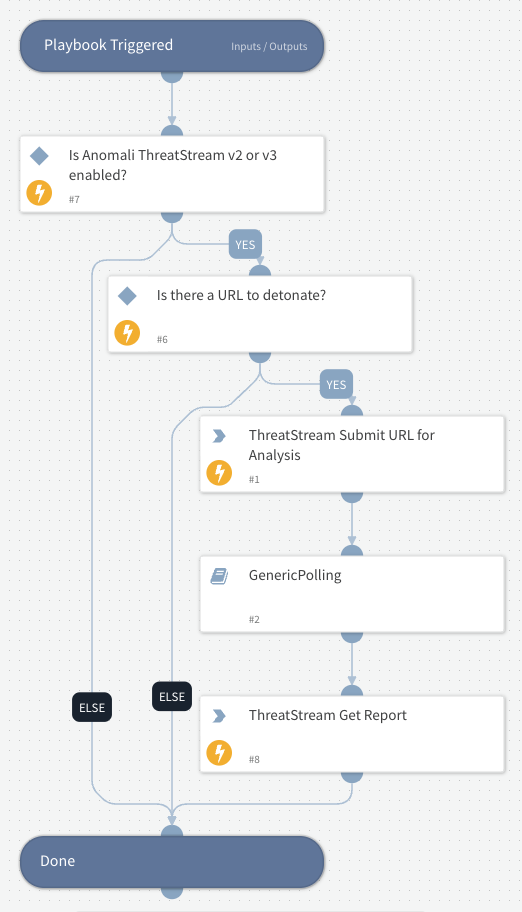 Playbook Triggered Inputs / Outputs
Is Anomali ThreatStream v2 or v3
enabled?
#7
YES
Is there a URL to detonate?
#6
YES
ThreatStream Submit URL for
Analysis
#1
GenericPolling
#2
ELSE
ELSE
ThreatStream Get Report
#8
Done